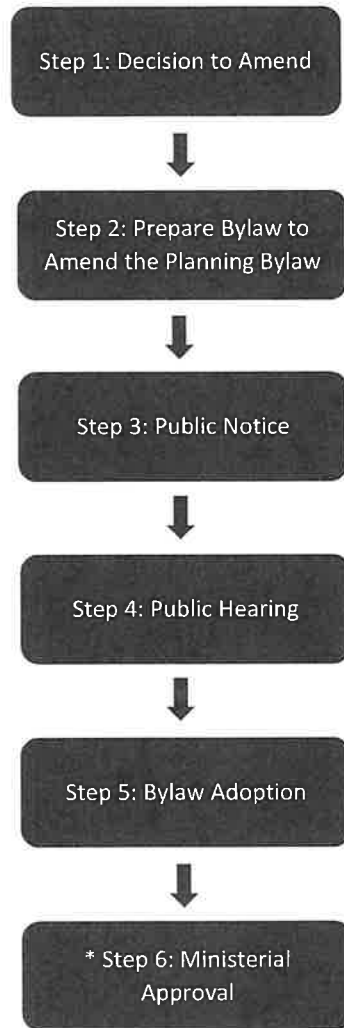 Step 1: Decision to Amend
Step 2: Prepare Bylaw to
Amend the Planning Bylaw
Step 3: Public Notice
Step 4: Public Hearing
Step 5: Bylaw Adoption
* Step 6: Ministerial
Approval